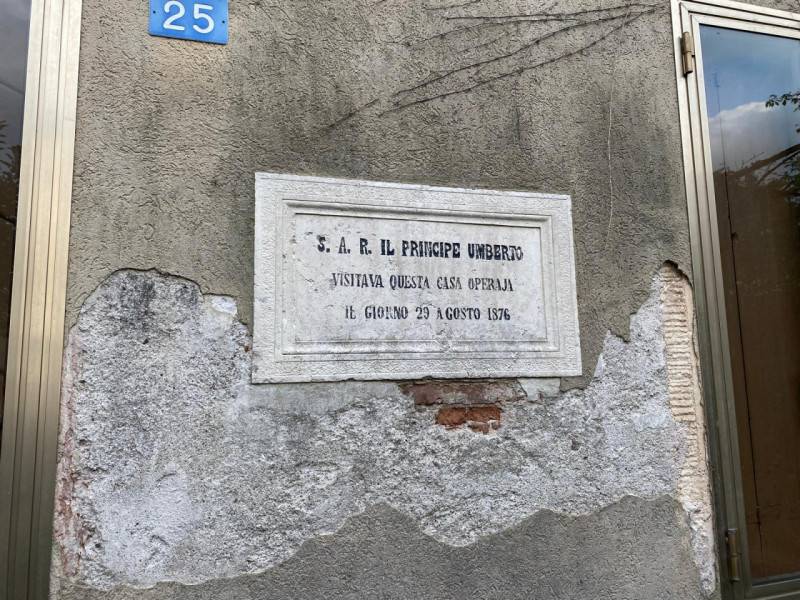 25
S. A. R. IL PRINCIPE UMBERTO
VISITAVA QUESTA CASA OPERAJA
IL GIORNO 29 AGOSTO 1876